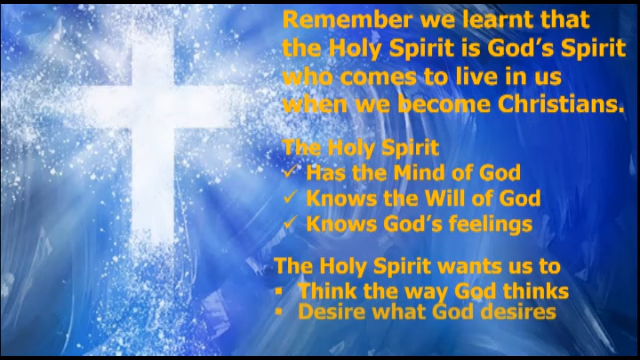 Remember we learnt that
the Holy Spirit is God's Spirit
who comes to live in us
when we become Christians.
The Holy Spirit
✓ Has the Mind of God
✓ Knows the Will of God
✓ Knows God's feelings
The Holy Spirit wants us to
▪ Think the way God thinks
▪ Desire what God desires